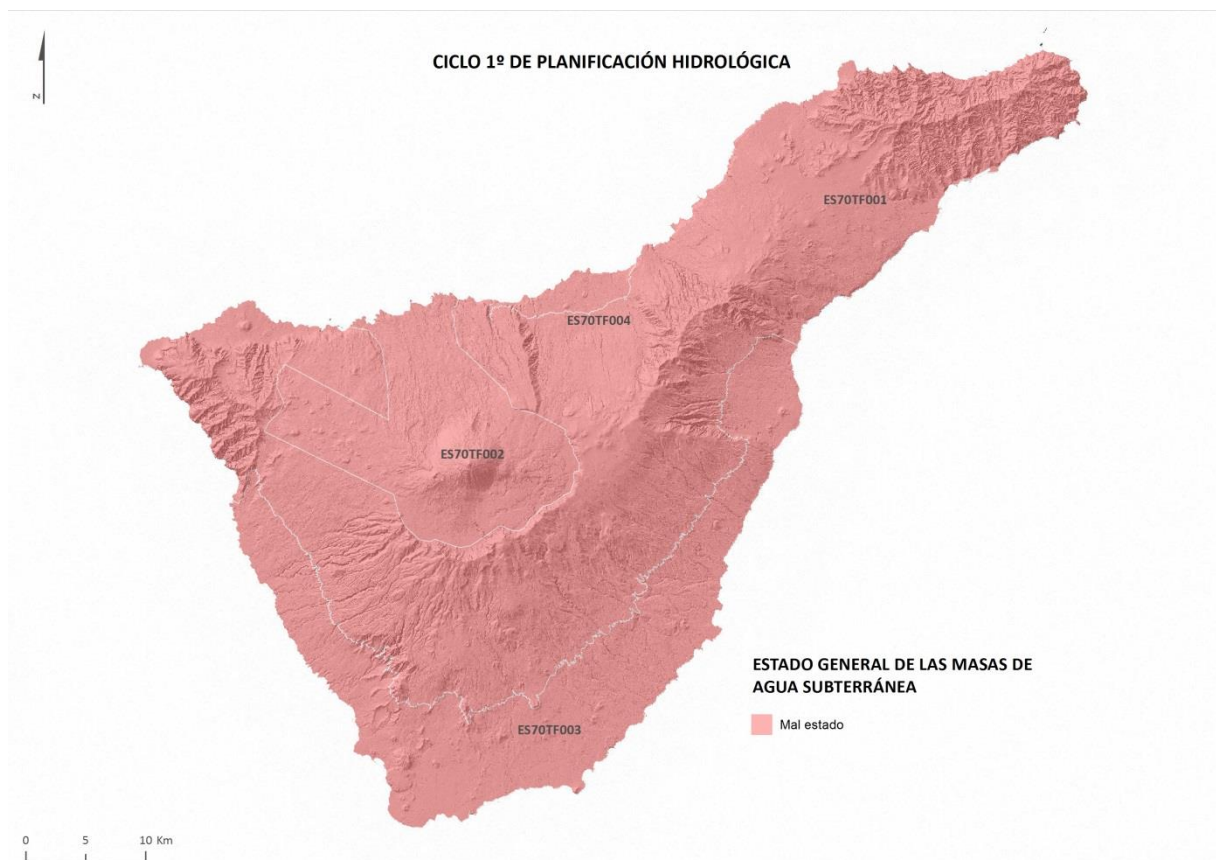 CICLO 1º DE PLANIFICACIÓN HIDROLÓGICA
N
ES70TF001
ES70TF004
ES70TF002
ESTADO GENERAL DE LAS MASAS DE
AGUA SUBTERRÁNEA
Mal estado
ES70TF003
0 5 10 Km